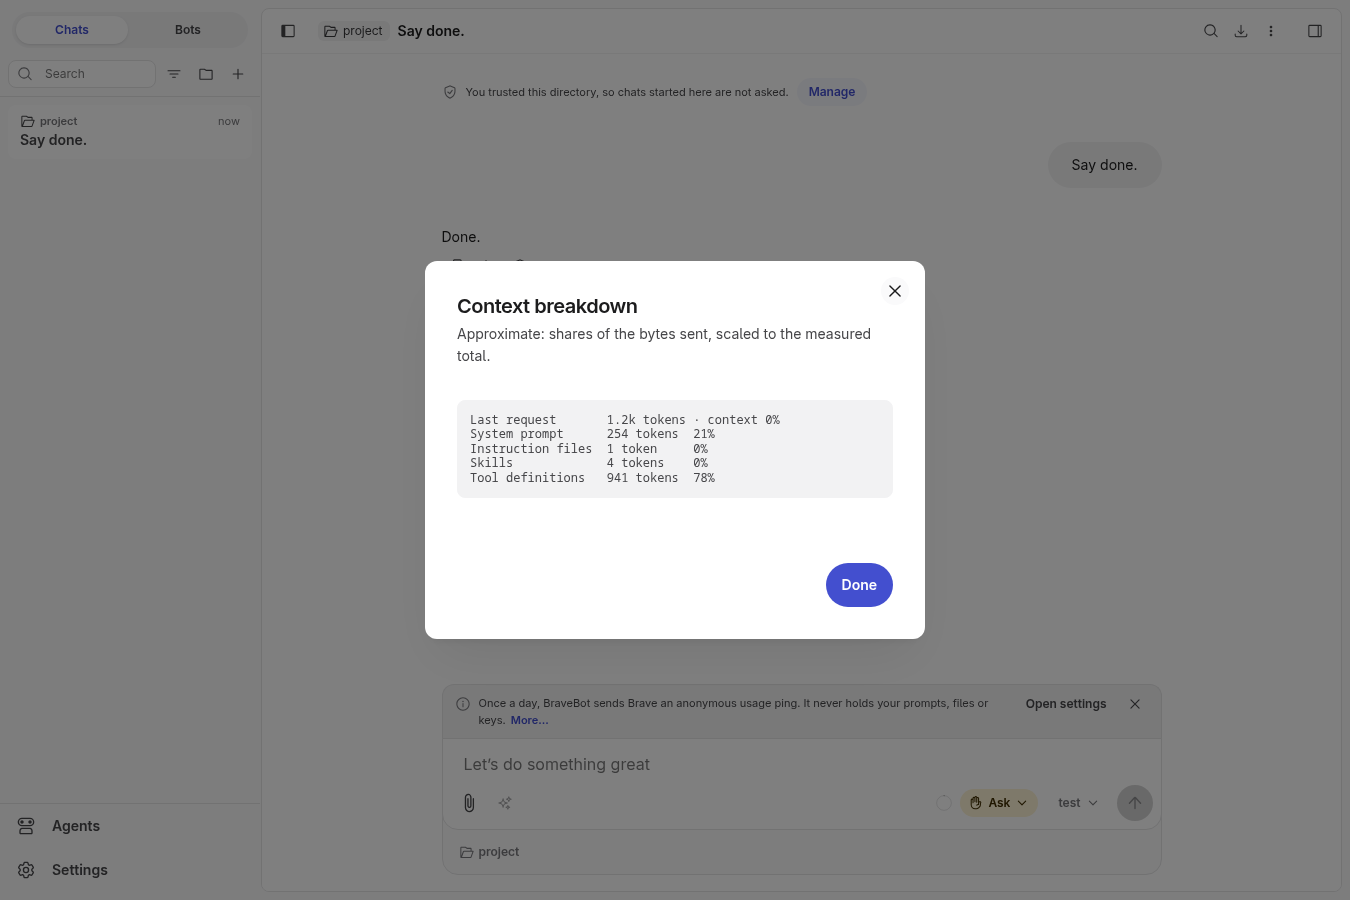 Chats
Bots
Search
project
now
Say done.
Agents
Settings
project
Say done.
You trusted this directory, so chats started here are not asked.
Manage
Say done.
Done.
Context breakdown
Approximate: shares of the bytes sent, scaled to the measured
total.
Last request 1.2k tokens · context 0%
System prompt 254 tokens 21%
Instruction files 1 token 0%
Skills 4 tokens 0%
Tool definitions 941 tokens 78%
Done
Once a day, BraveBot sends Brave an anonymous usage ping. It never holds your prompts, files or
keys. More...
Open settings
Let's do something great
Ask
test
project